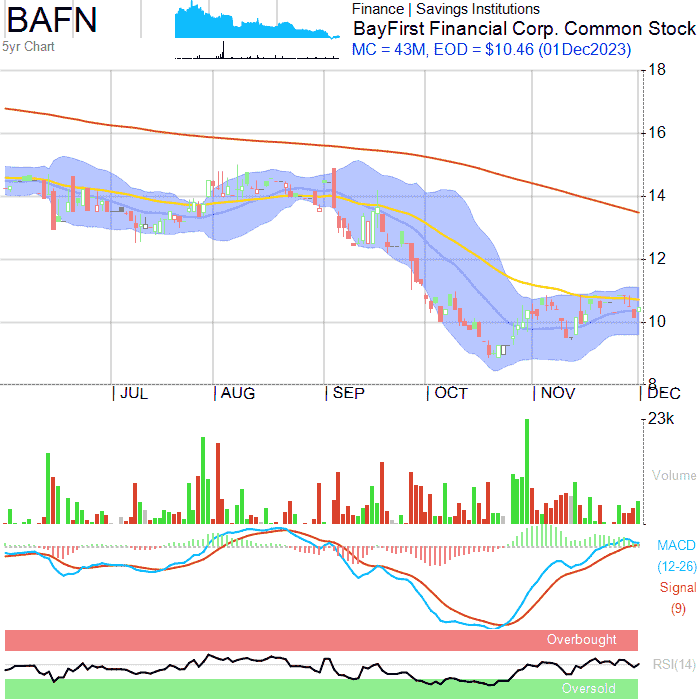 BAFN
5yr Chart
Finance | Savings Institutions
BayFirst Financial Corp. Common Stock
MC = 43M, EOD = $10.46 (01Dec2023)
18
16
14
12
10
8
JUL AUG SEP OCT NOV DEC
23k
Volume
MACD
(12-26)
Signal
(9)
Overbought
RSI(14)
Oversold